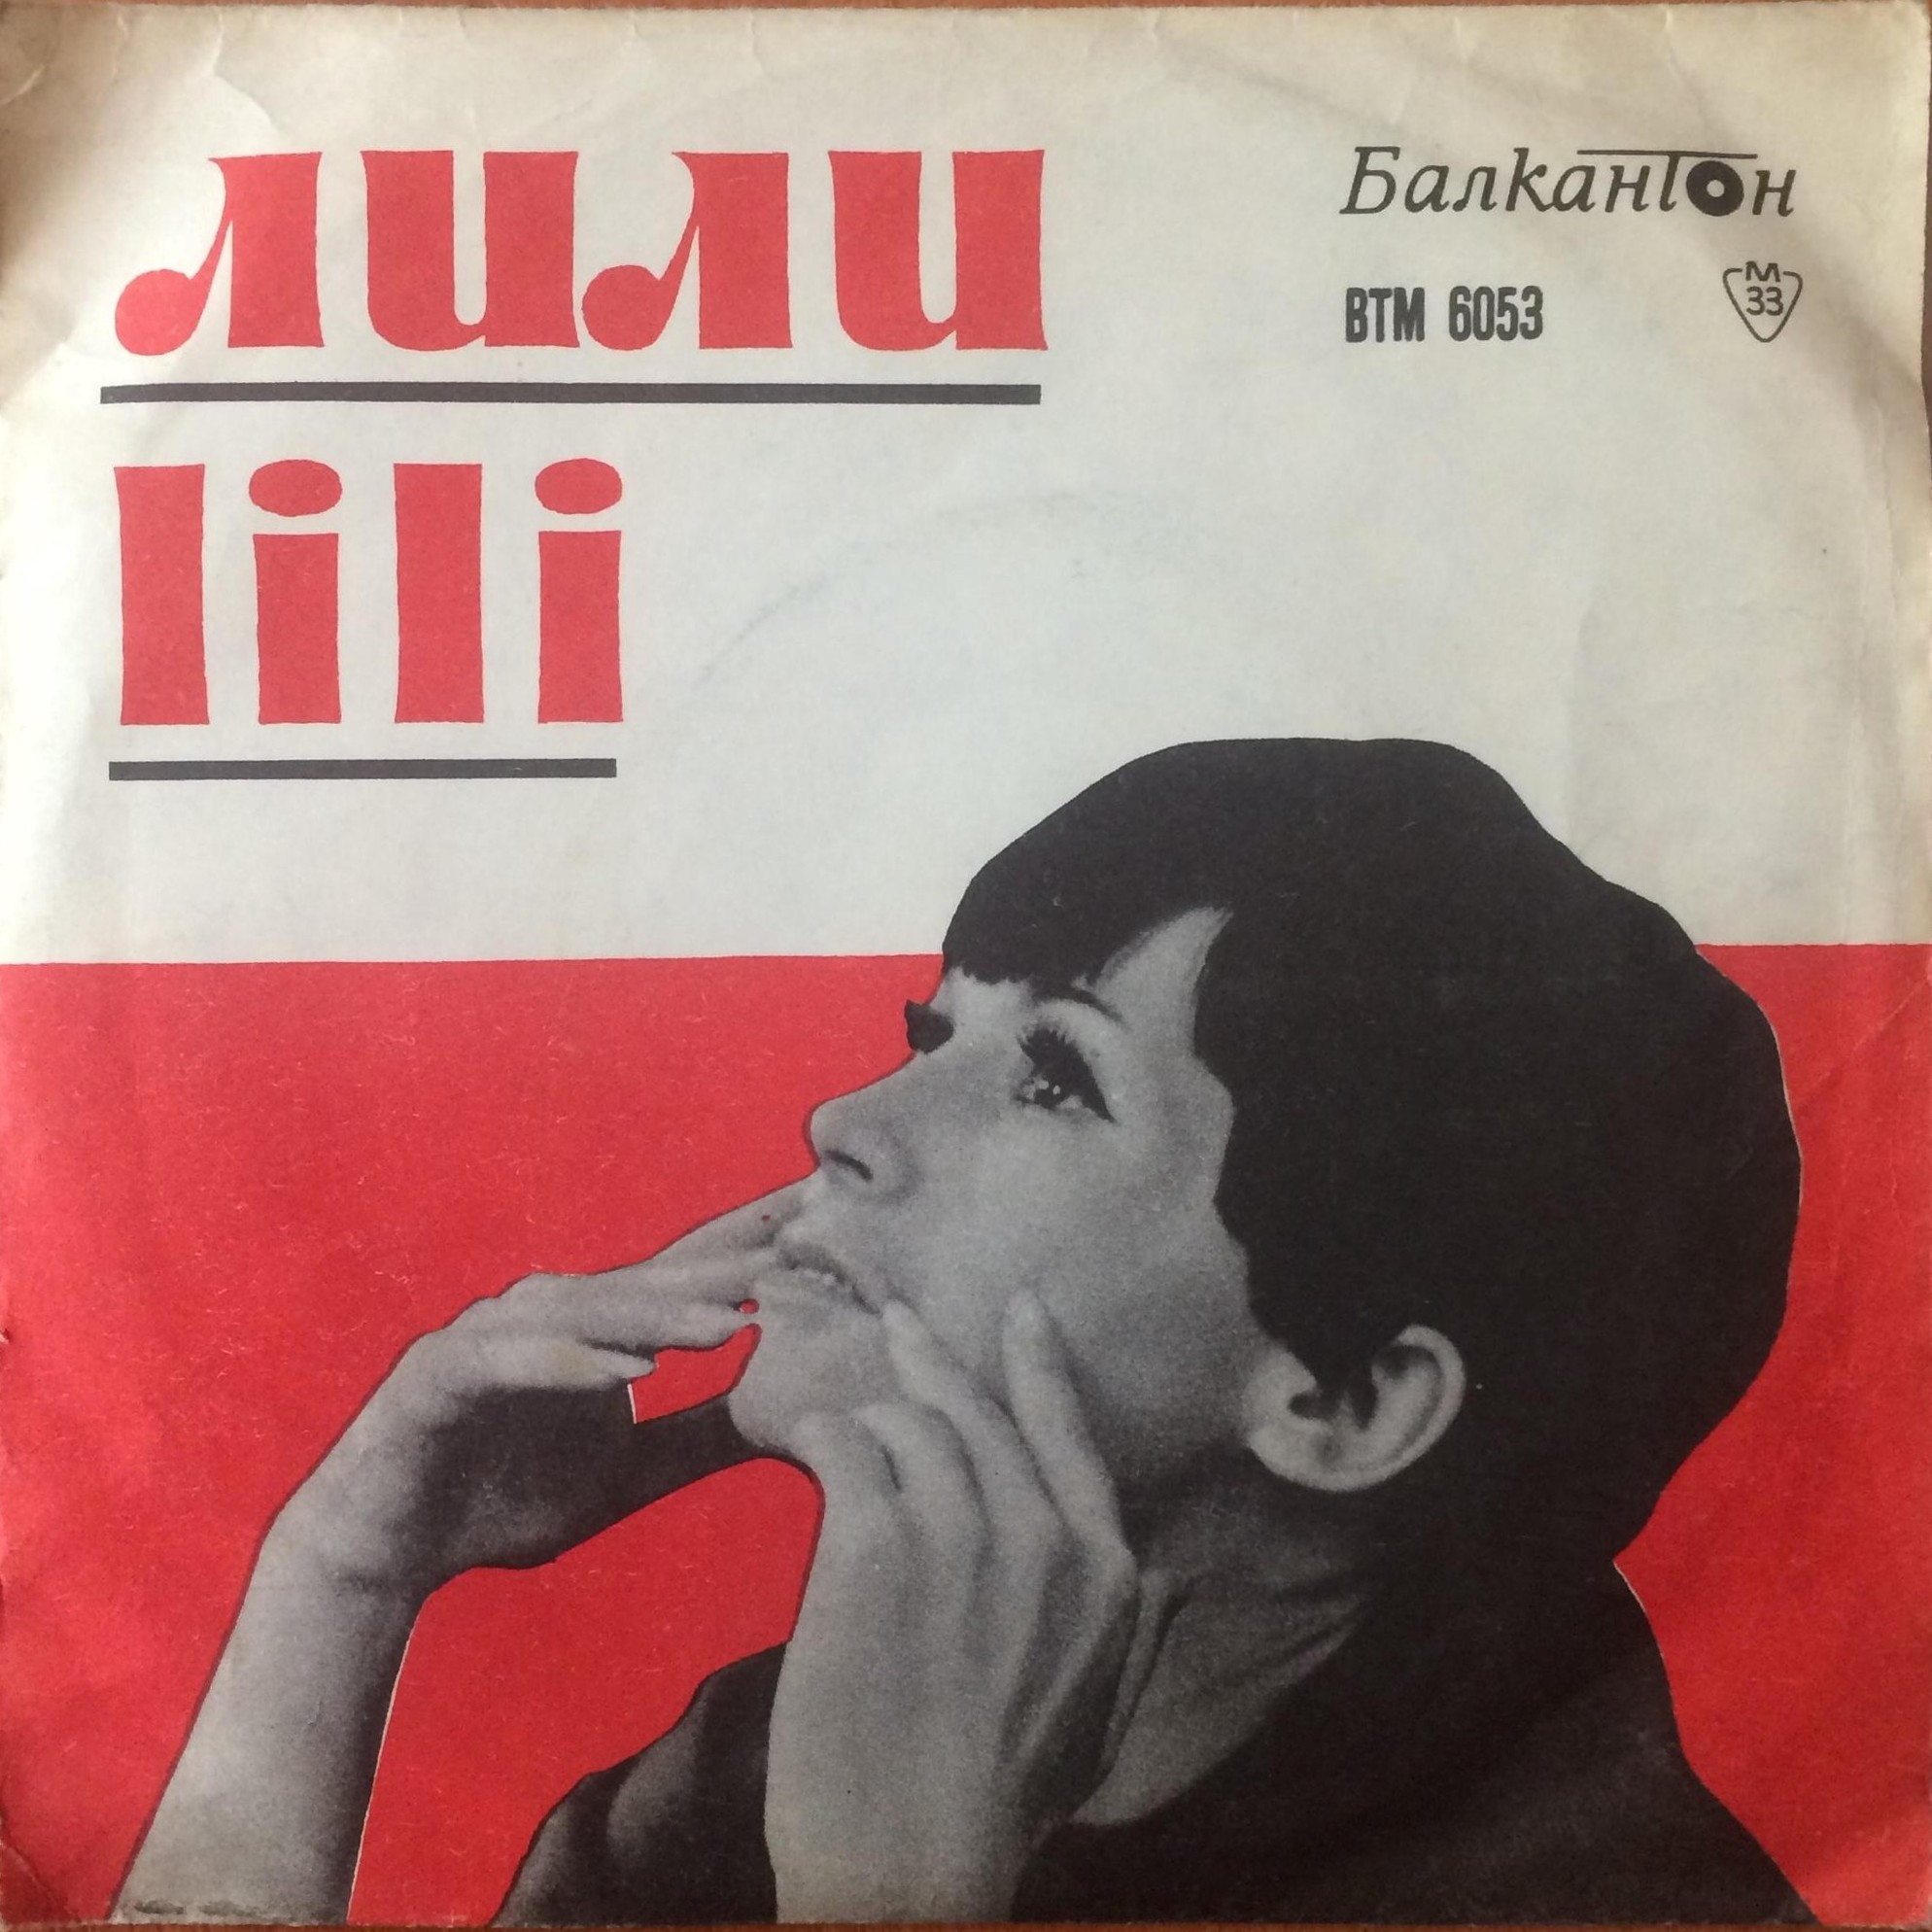 лили
lili
Балкантон
ВТМ 6053
М
33